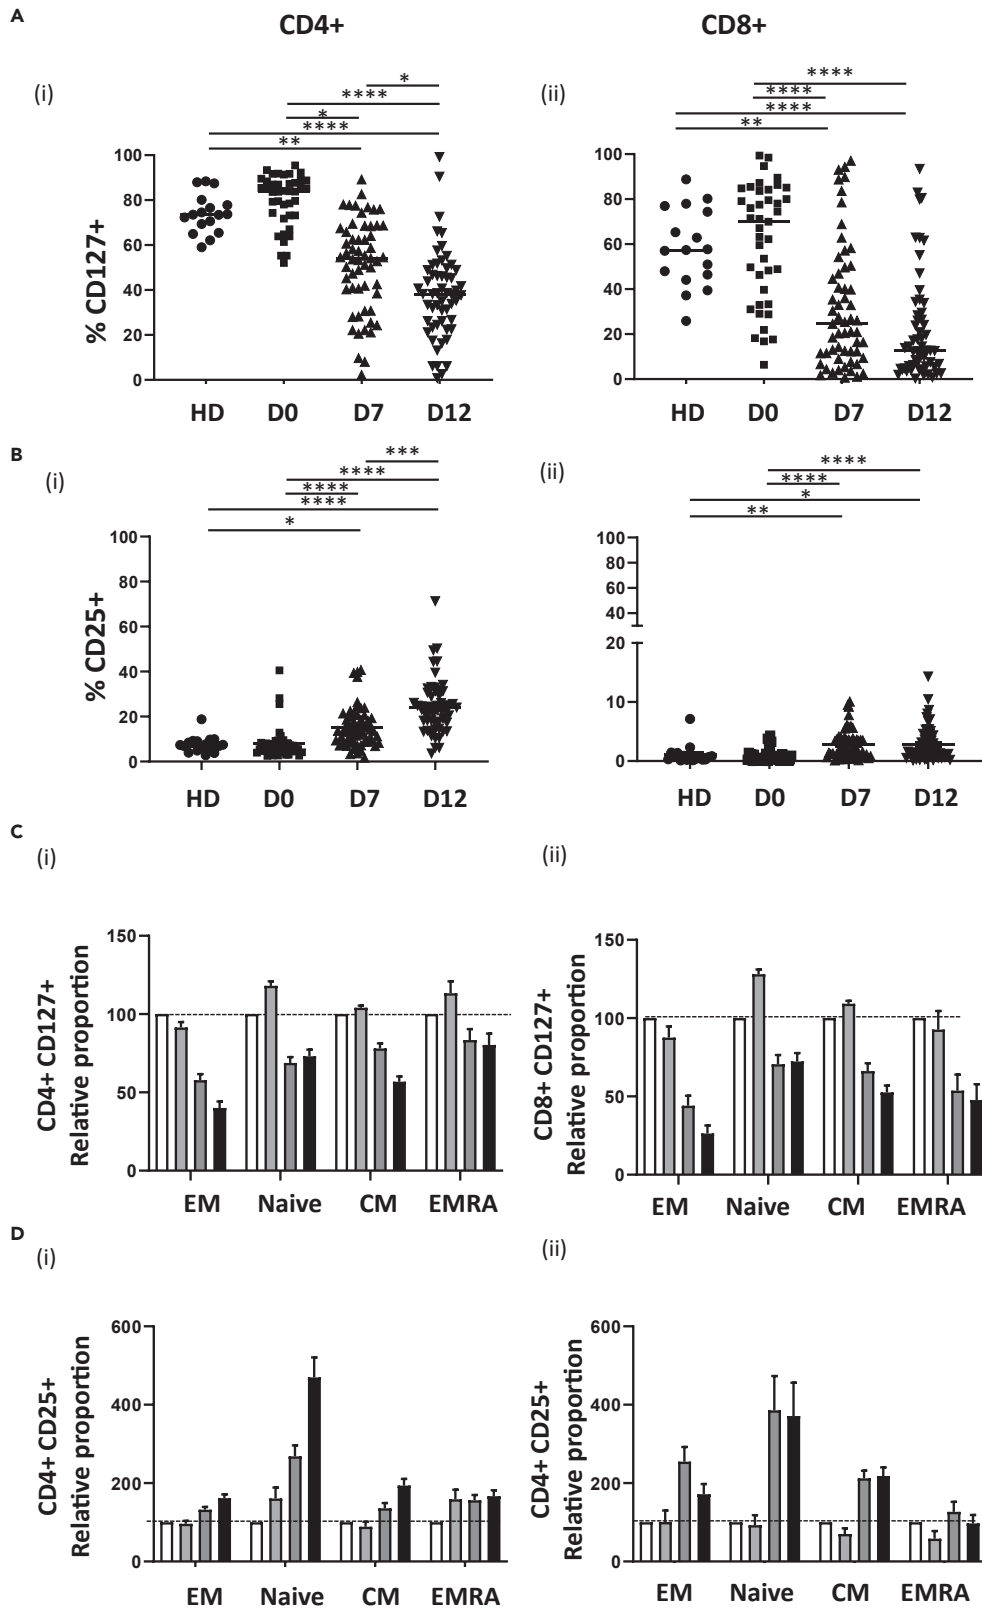 A
CD4+
CD8+
(i)
(ii)
*
****
*
****
**
****
****
****
**
% CD127+
100
80
60
40
20
0
100
80
60
40
20
0
HD D0 D7 D12
HD D0 D7 D12
B
(i)
(ii)
***
****
****
****
*
****
****
*
**
% CD25+
100
80
60
40
20
0
100
80
60
40
20
10
0
HD D0 D7 D12
HD D0 D7 D12
C
(i)
(ii)
CD4+ CD127+
Relative proportion
150
100
50
0
CD8+ CD127+
Relative proportion
150
100
50
0
EM Naive CM EMRA
EM Naive CM EMRA
D
(i)
(ii)
CD4+ CD25+
Relative proportion
600
400
200
0
CD4+ CD25+
Relative proportion
600
400
200
0
EM Naive CM EMRA
EM Naive CM EMRA